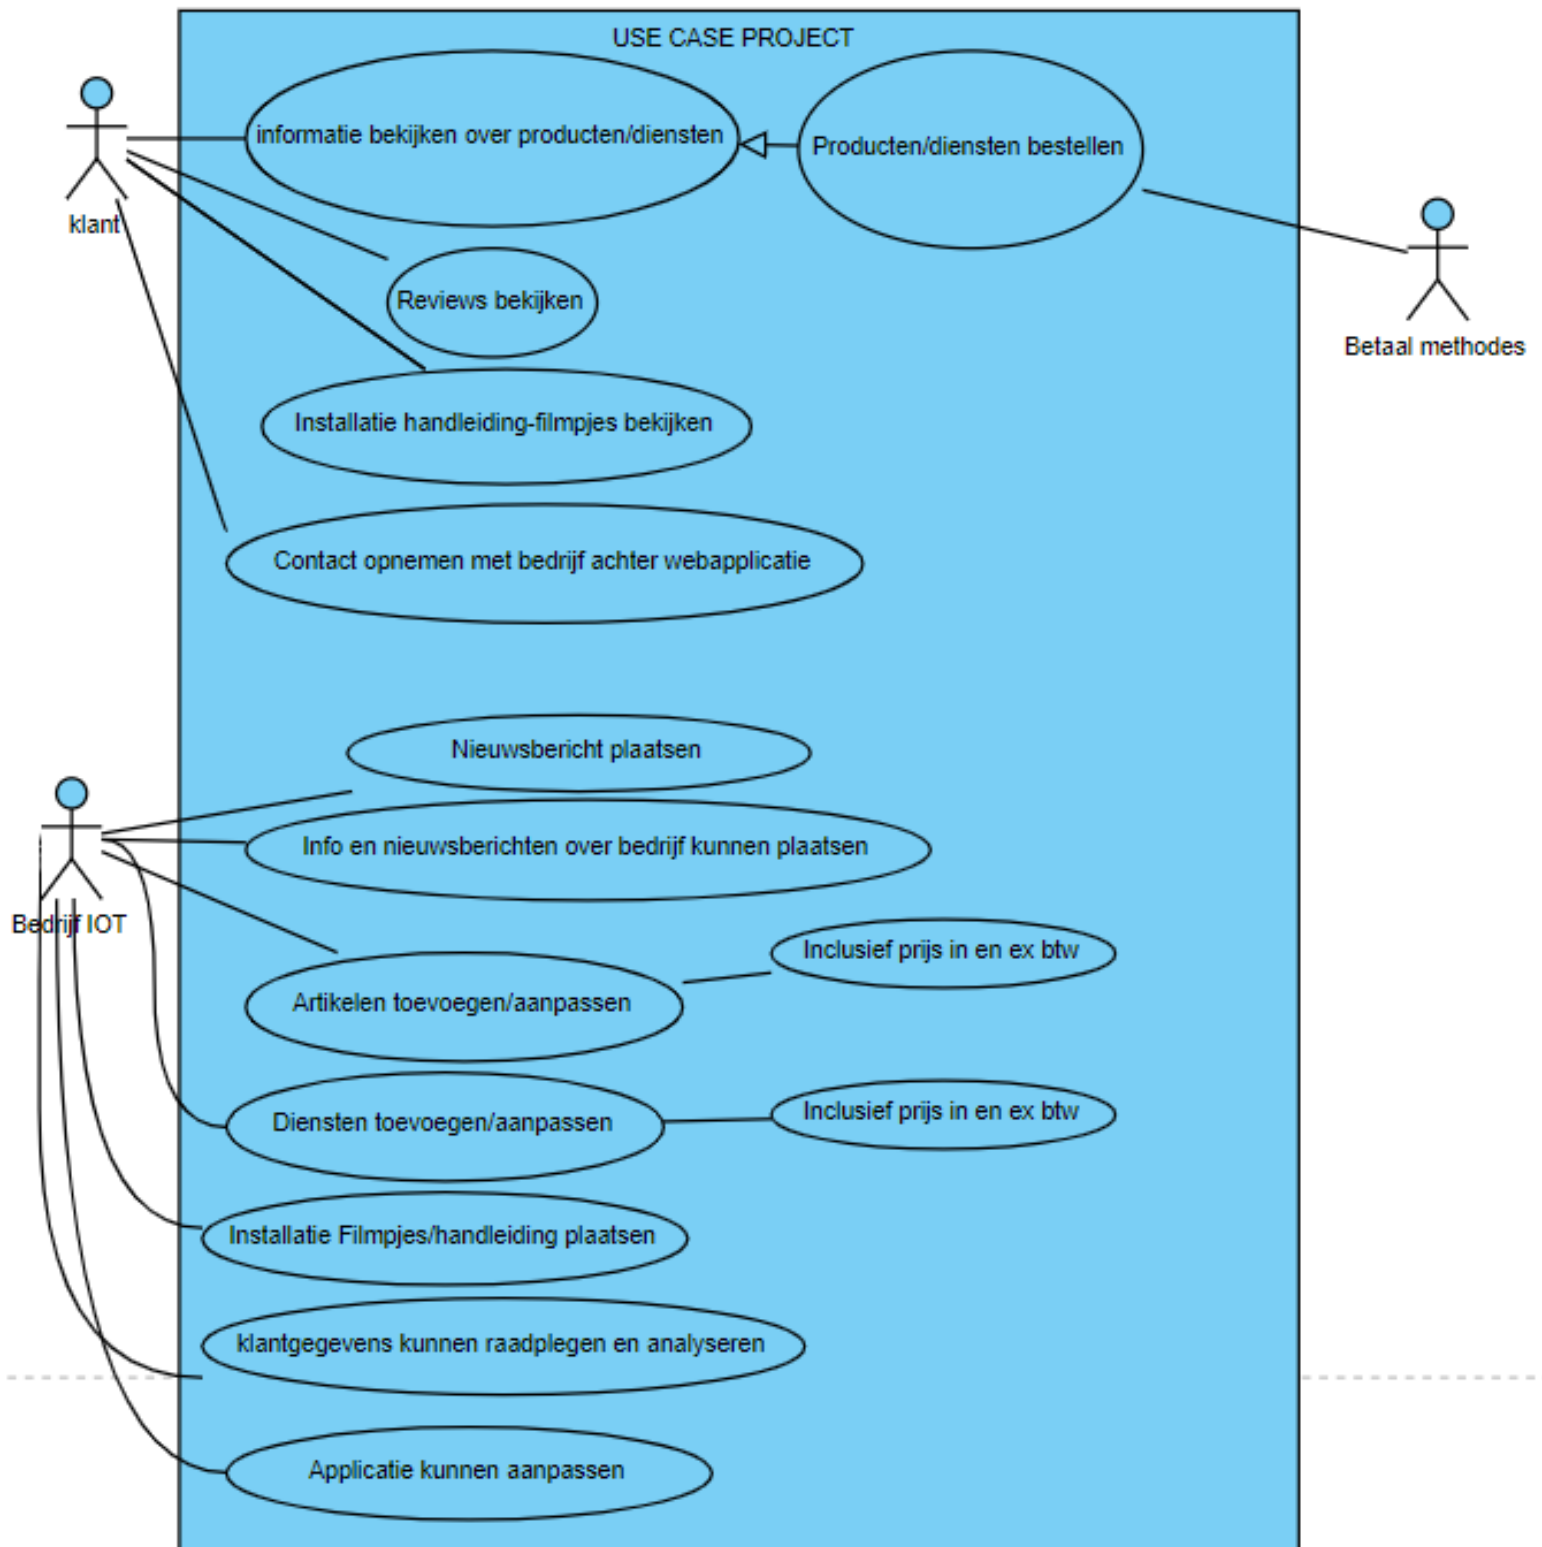 USE CASE PROJECT
informatie bekijken over producten/diensten
Producten/diensten bestellen
klant
Reviews bekijken
Betaal methodes
Installatie handleiding-filmpjes bekijken
Contact opnemen met bedrijf achter webapplicatie
Nieuwsbericht plaatsen
Info en nieuwsberichten over bedrijf kunnen plaatsen
Bedrijf IOT
Inclusief prijs in en ex btw
Artikelen toevoegen/aanpassen
Inclusief prijs in en ex btw
Diensten toevoegen/aanpassen
Installatie Filmpjes/handleiding plaatsen
klantgegevens kunnen raadplegen en analyseren
Applicatie kunnen aanpassen